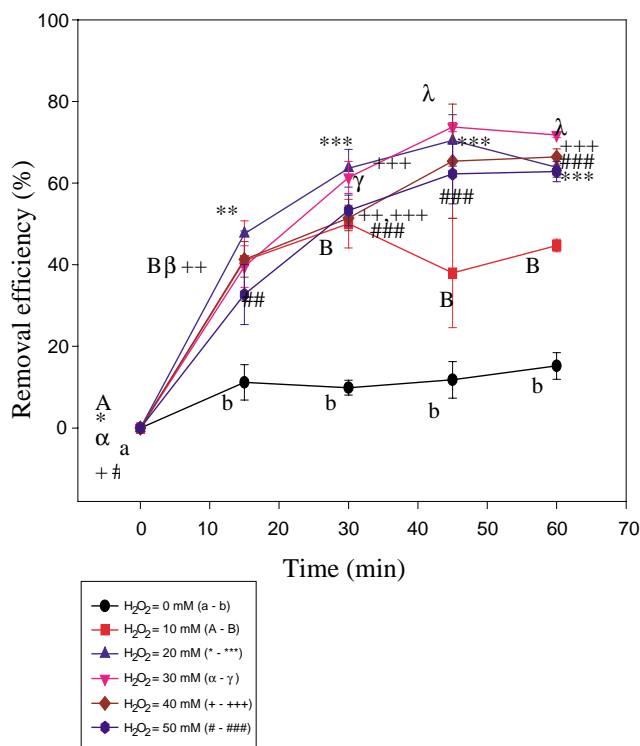 100
80
60
40
20
0
Removal efficiency (%)
λ
λ
***
***
+++
+++
###
***
γ
###
**
++,+++
###
B
B β ++
##
B
B
b
b
b
b
A
*
α
a
+ #
0 10 20 30 40 50 60 70
Time (min)
H₂O₂= 0 mM (a - b)
H₂O₂= 10 mM (A - B)
H₂O₂= 20 mM (* - ***)
H₂O₂= 30 mM (α - γ)
H₂O₂= 40 mM (+ - +++)
H₂O₂= 50 mM (# - ###)